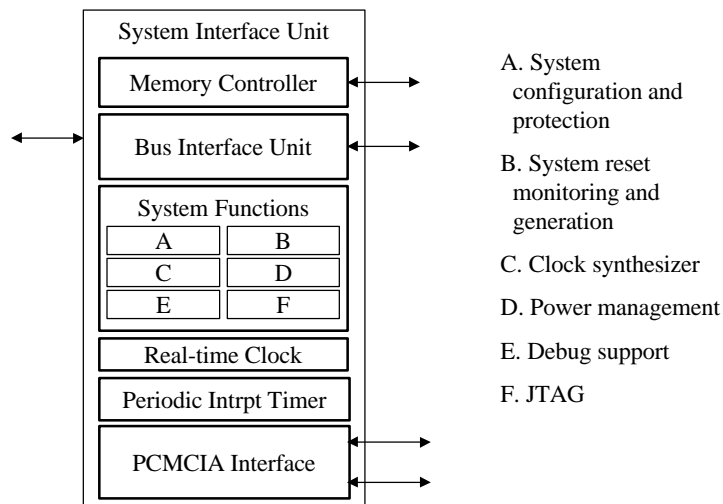 System Interface Unit
Memory Controller
Bus Interface Unit
System Functions
A B
C D
E F
Real-time Clock
Periodic Intrpt Timer
PCMCIA Interface
A. System
configuration and
protection
B. System reset
monitoring and
generation
C. Clock synthesizer
D. Power management
E. Debug support
F. JTAG